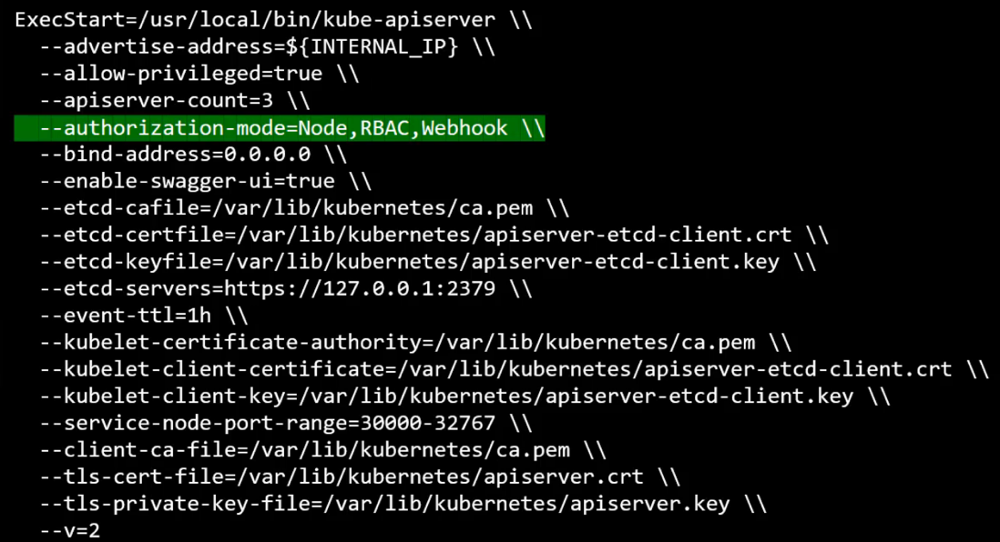 ExecStart=/usr/local/bin/kube-apiserver \\
--advertise-address=${INTERNAL_IP} \\
--allow-privileged=true \\
--apiserver-count=3 \\
--authorization-mode=Node,RBAC,Webhook \\
--bind-address=0.0.0.0 \\
--enable-swagger-ui=true \\
--etcd-cafile=/var/lib/kubernetes/ca.pem \\
--etcd-certfile=/var/lib/kubernetes/apiserver-etcd-client.crt \\
--etcd-keyfile=/var/lib/kubernetes/apiserver-etcd-client.key \\
--etcd-servers=https://127.0.0.1:2379 \\
--event-ttl=1h \\
--kubelet-certificate-authority=/var/lib/kubernetes/ca.pem \\
--kubelet-client-certificate=/var/lib/kubernetes/apiserver-etcd-client.crt \\
--kubelet-client-key=/var/lib/kubernetes/apiserver-etcd-client.key \\
--service-node-port-range=30000-32767 \\
--client-ca-file=/var/lib/kubernetes/ca.pem \\
--tls-cert-file=/var/lib/kubernetes/apiserver.crt \\
--tls-private-key-file=/var/lib/kubernetes/apiserver.key \\
--v=2